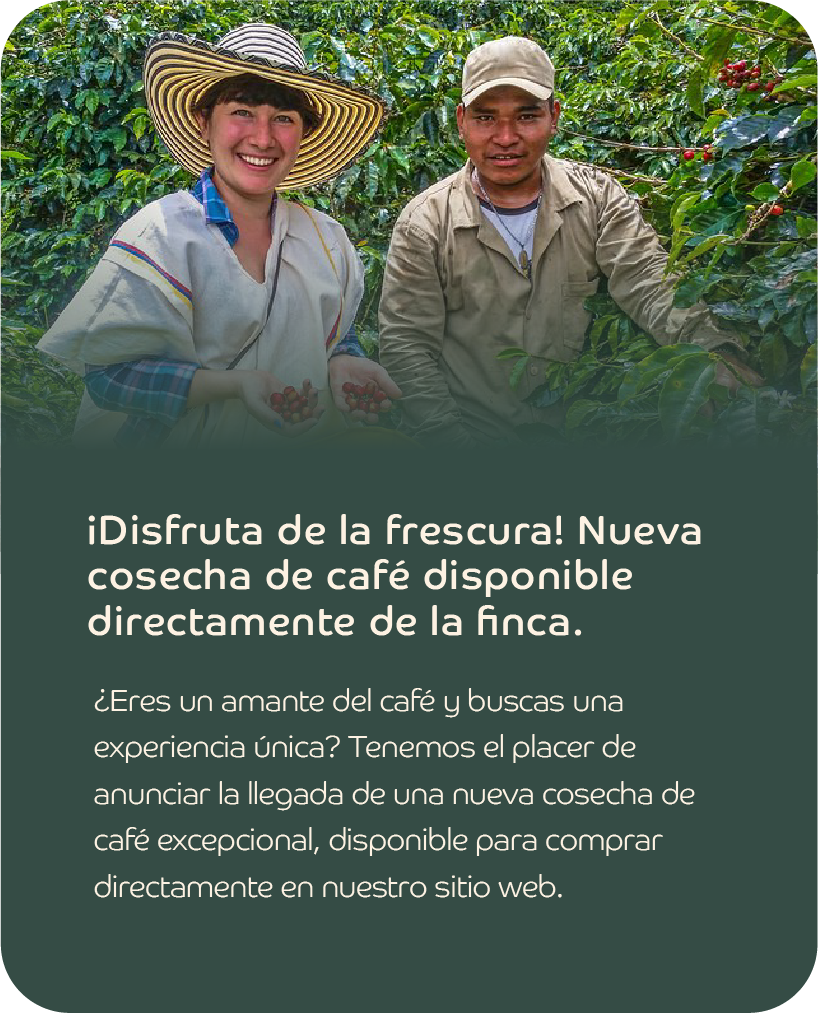 ¡Disfruta de la frescura! Nueva
cosecha de café disponible
directamente de la finca.
¿Eres un amante del café y buscas una
experiencia única? Tenemos el placer de
anunciar la llegada de una nueva cosecha de
café excepcional, disponible para comprar
directamente en nuestro sitio web.